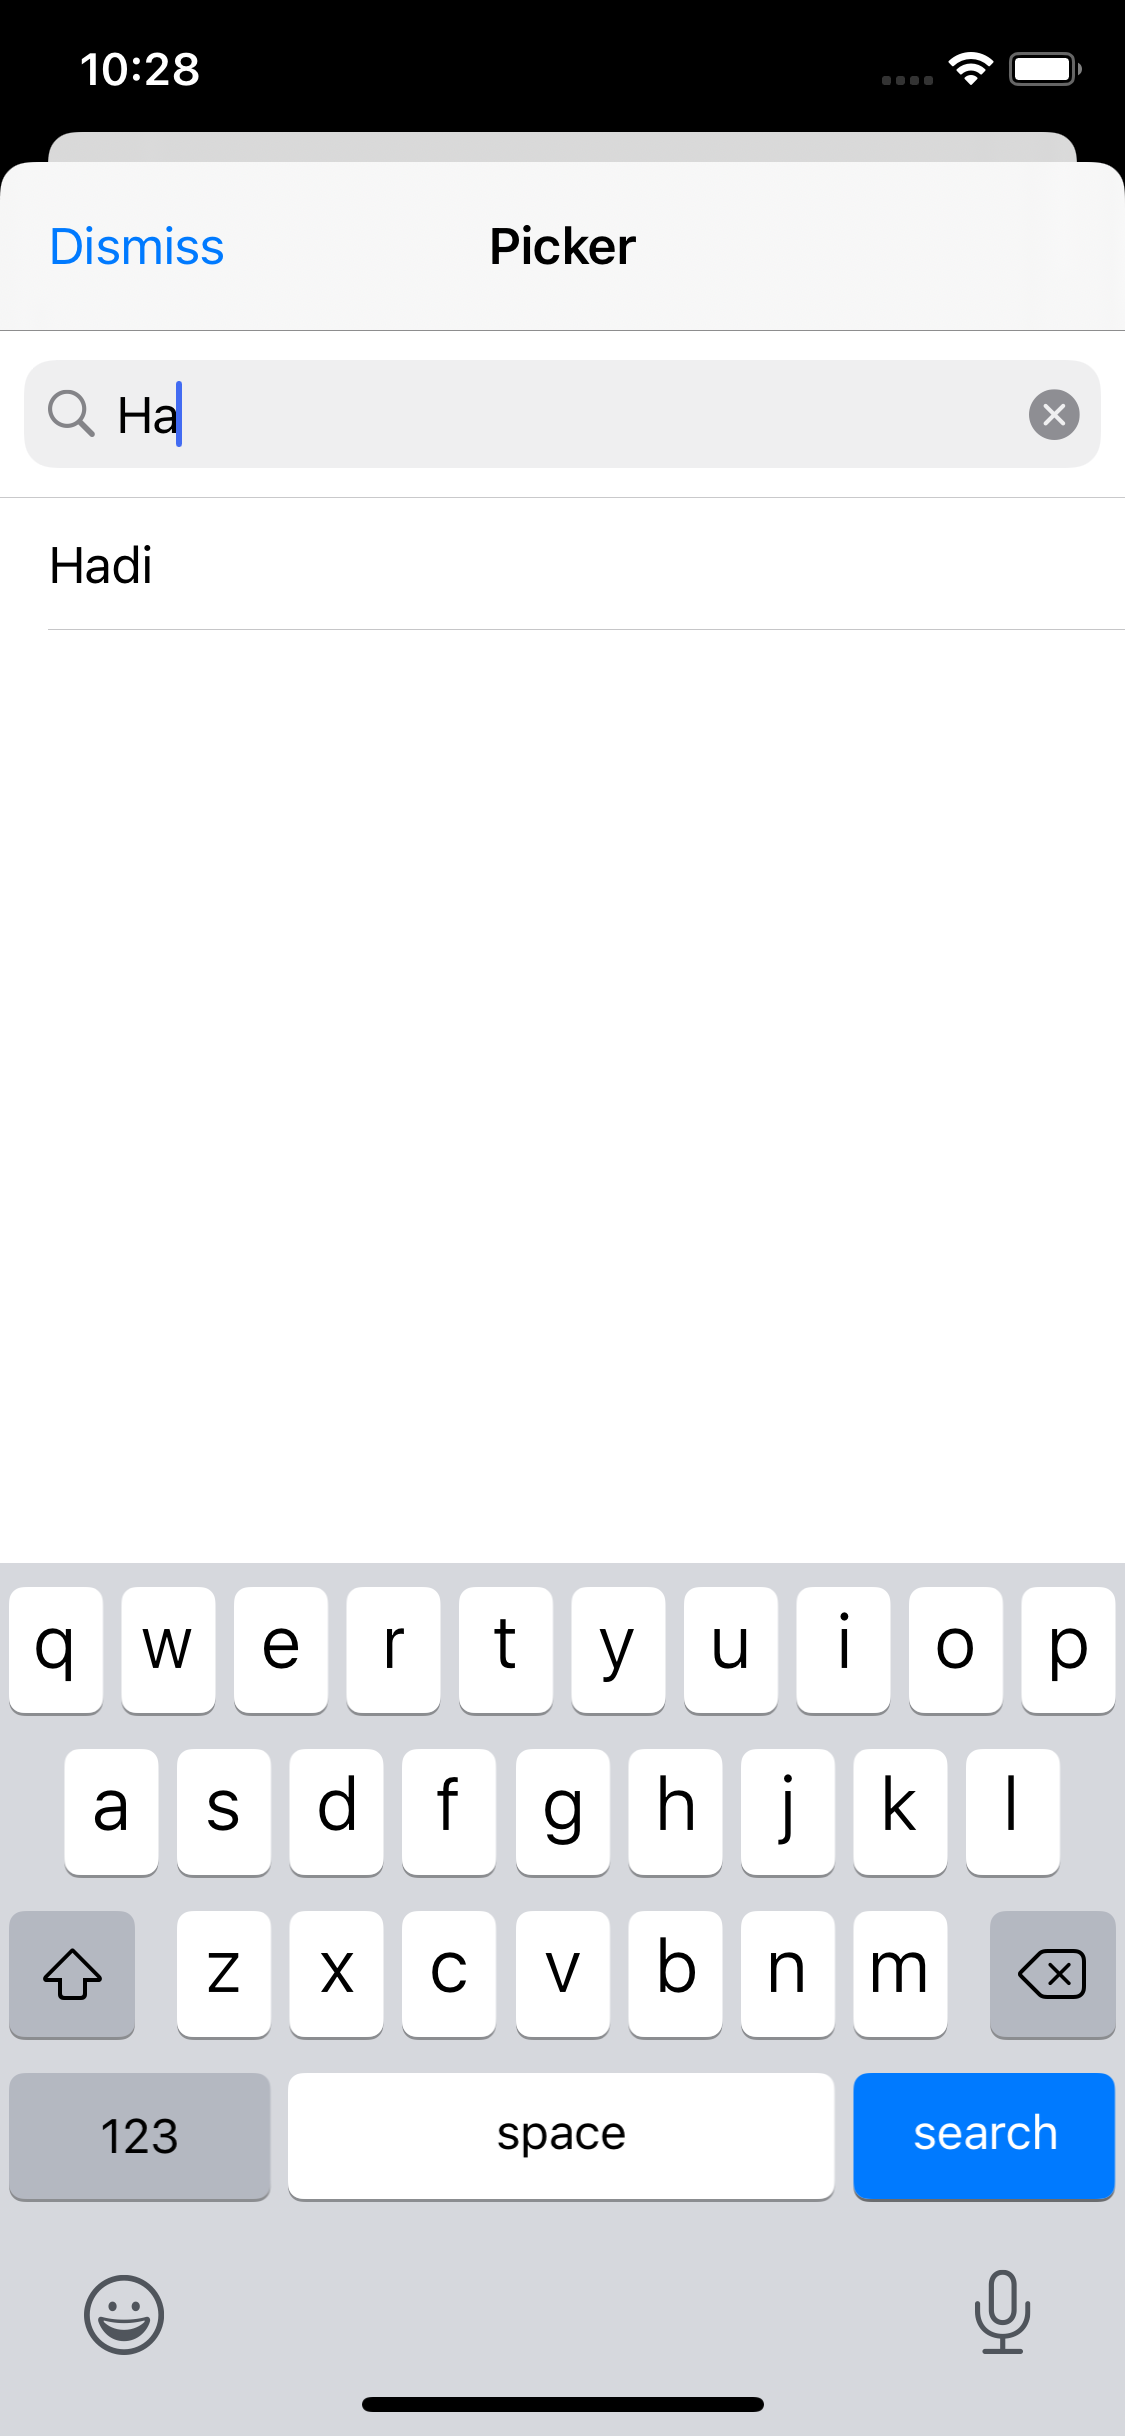 10:28
Dismiss Picker
Ha
Hadi
q w e r t y u i o p
a s d f g h j k l
z x c v b n m
123 space search